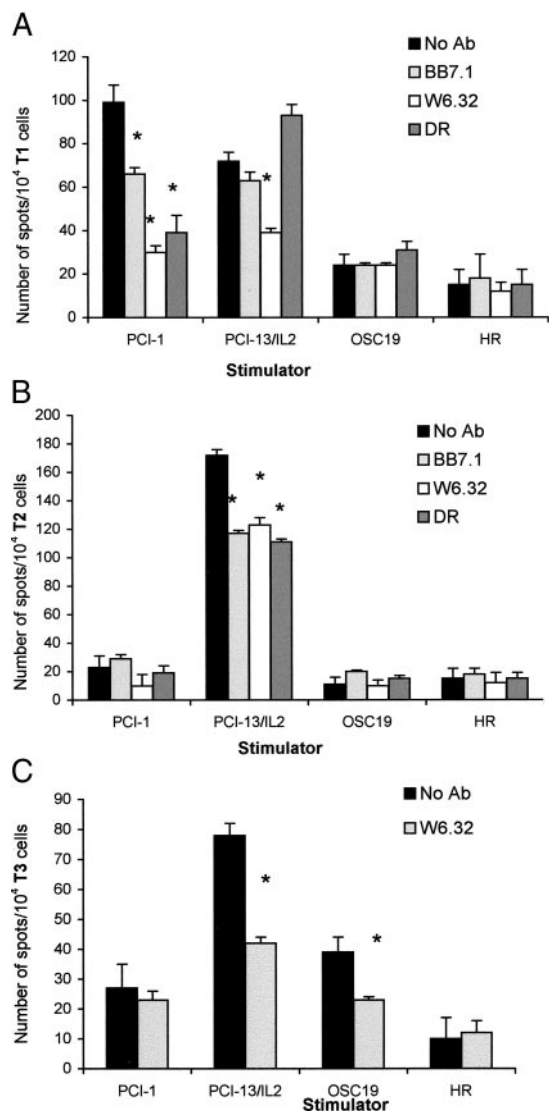 A
No Ab
BB7.1
W6.32
DR
Number of spots/10⁴ T1 cells
120
100
80
60
40
20
0
* * * *
PCI-1 PCI-13/IL2 OSC19 HR
Stimulator
B
No Ab
BB7.1
W6.32
DR
Number of spots/10⁴ T2 cells
200
180
160
140
120
100
80
60
40
20
0
* * *
PCI-1 PCI-13/IL2 OSC19 HR
Stimulator
C
No Ab
W6.32
Number of spots/10⁴ T3 cells
90
80
70
60
50
40
30
20
10
0
* *
PCI-1 PCI-13/IL2 OSC19 HR
Stimulator